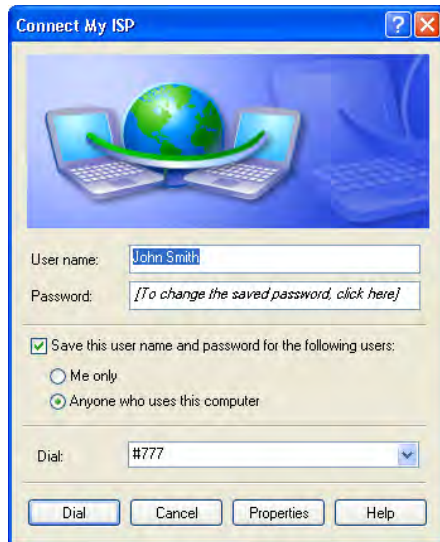 Connect My ISP
User name: John Smith
Password: [To change the saved password, click here]
Save this user name and password for the following users:
Me only
Anyone who uses this computer
Dial: #777
Dial Cancel Properties Help